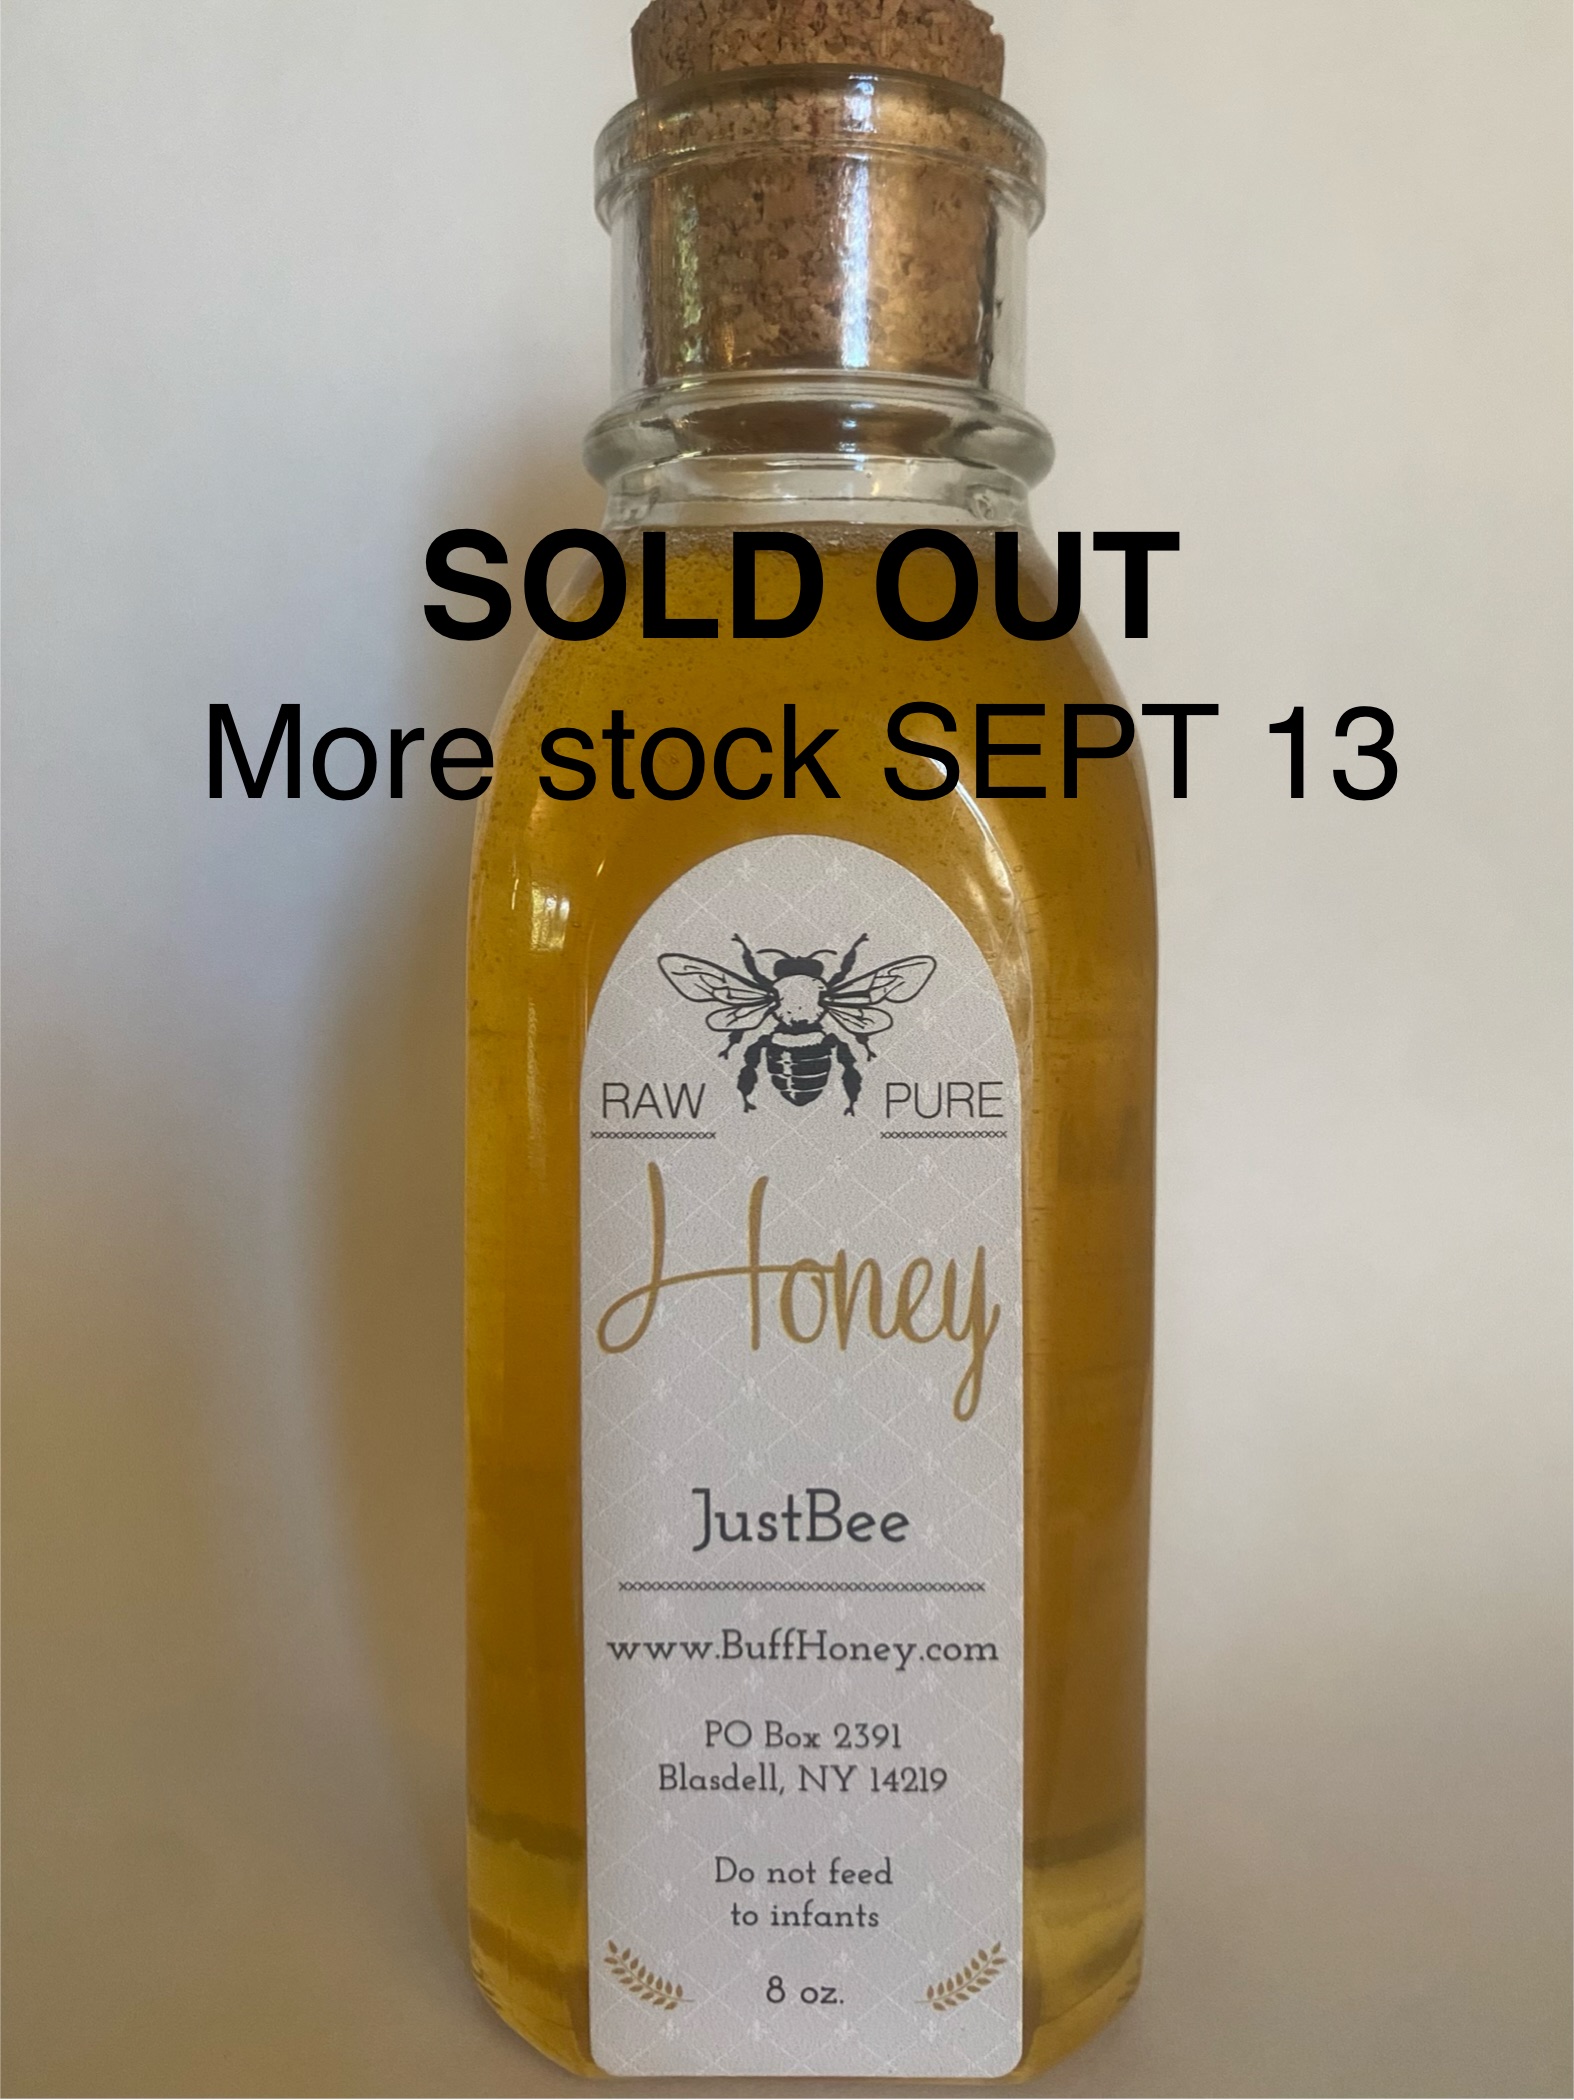 SOLD OUT
More stock SEPT 13
RAW PURE
Honey
JustBee
www.BuffHoney.com
PO Box 2391
Blasdell, NY 14219
Do not feed
to infants
8 oz.